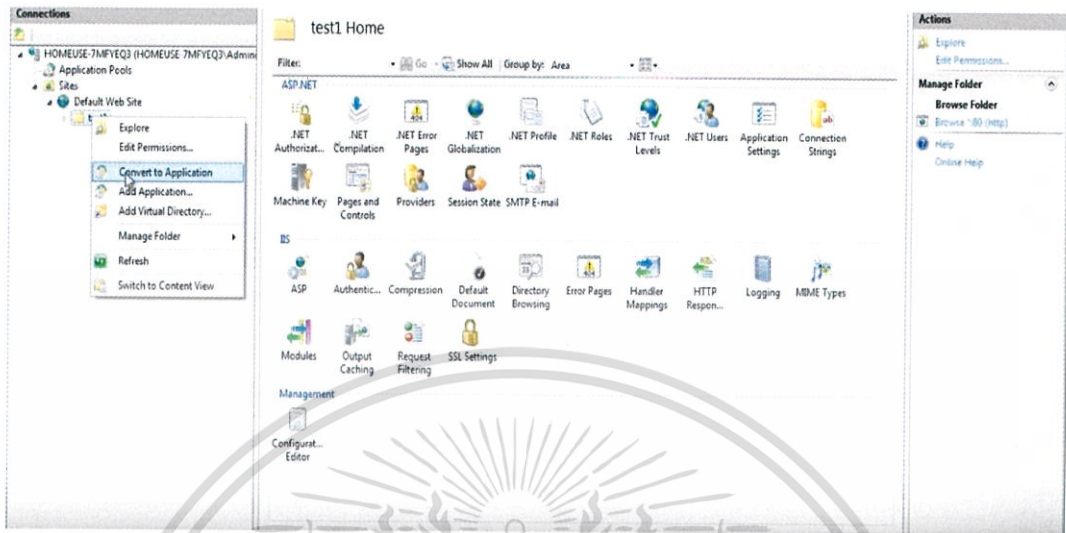 Connections
HOMEUSE-7MFYEQ3 (HOMEUSE 7MFYEQ3\Admini
Application Pools
Sites
Default Web Site
Explore
Edit Permissions...
Convert to Application
Add Application...
Add Virtual Directory...
Manage Folder
Refresh
Switch to Content View
test1 Home
Filter:
Go
Show All
Group by: Area
ASP.NET
.NET Authorizat...
.NET Compilation
.NET Error Pages
.NET Globalization
.NET Profile
.NET Roles
.NET Trust Levels
.NET Users
Application Settings
Connection Strings
Machine Key
Pages and Controls
Providers
Session State
SMTP E-mail
IIS
ASP
Authentic...
Compression
Default Document
Directory Browsing
Error Pages
Handler Mappings
HTTP Respon...
Logging
MIME Types
Modules
Output Caching
Request Filtering
SSL Settings
Management
Configurat... Editor
Actions
Explore
Edit Permissions...
Manage Folder
Browse Folder
Browse *:80 (http)
Help
Online Help